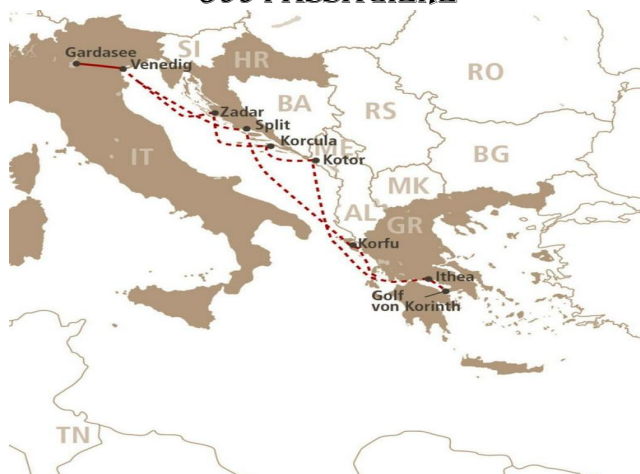 SI
Gardasee
Venedig
HR
RO
Zadar
BA
RS
Split
Korcula
ME
IT
Kotor
BG
MK
AL
GR
Korfu
Ithea
Golf
von Korinth
TN